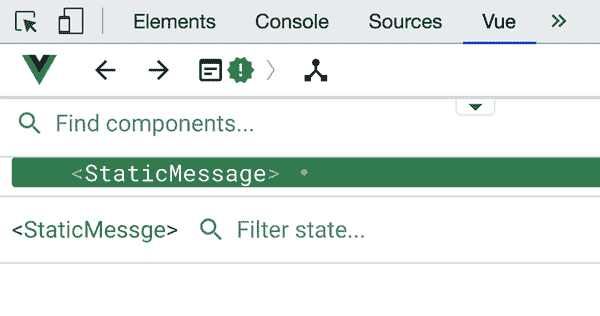 Elements Console Sources Vue
Find components...
<StaticMessage>
<StaticMessge> Filter state...